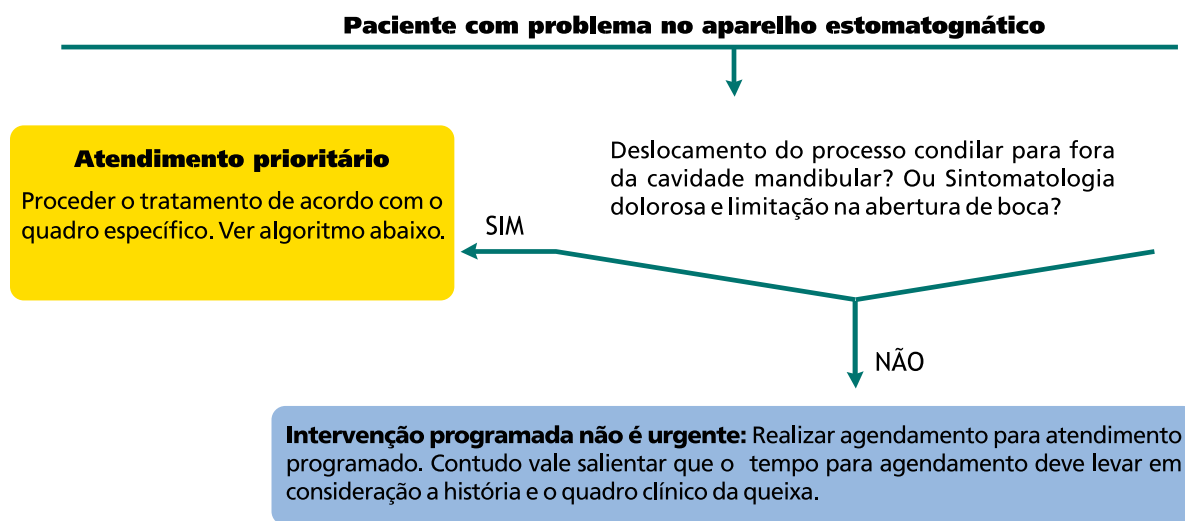 Paciente com problema no aparelho estomatognático
Deslocamento do processo condilar para fora
da cavidade mandibular? Ou Sintomatologia
dolorosa e limitação na abertura de boca?
SIM
Atendimento prioritário
Proceder o tratamento de acordo com o
quadro específico. Ver algoritmo abaixo.
NÃO
Intervenção programada não é urgente: Realizar agendamento para atendimento
programado. Contudo vale salientar que o tempo para agendamento deve levar em
consideração a história e o quadro clínico da queixa.